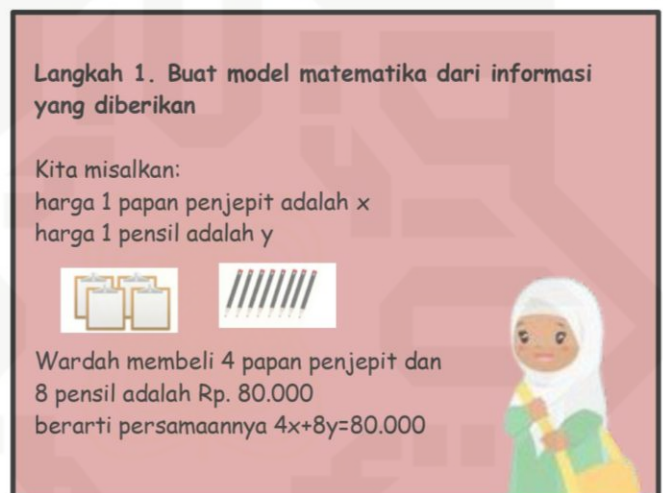 Langkah 1. Buat model matematika dari informasi
yang diberikan
Kita misalkan:
harga 1 papan penjepit adalah x
harga 1 pensil adalah y
Wardah membeli 4 papan penjepit dan
8 pensil adalah Rp. 80.000
berarti persamaannya 4x+8y=80.000